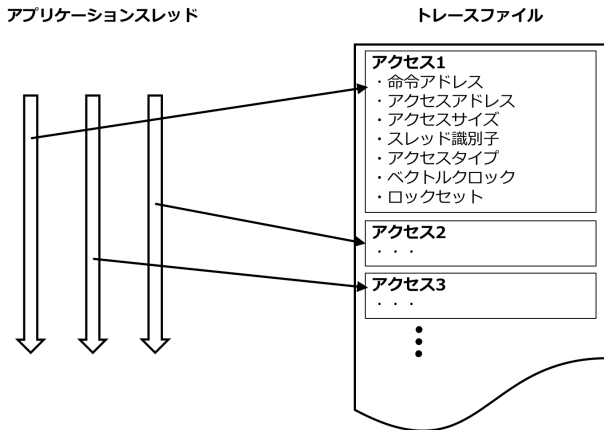 アプリケーションスレッド
トレースファイル
アクセス1
・命令アドレス
・アクセスアドレス
・アクセスサイズ
・スレッド識別子
・アクセスタイプ
・ベクトルクロック
・ロックセット
アクセス2
・・・
アクセス3
・・・